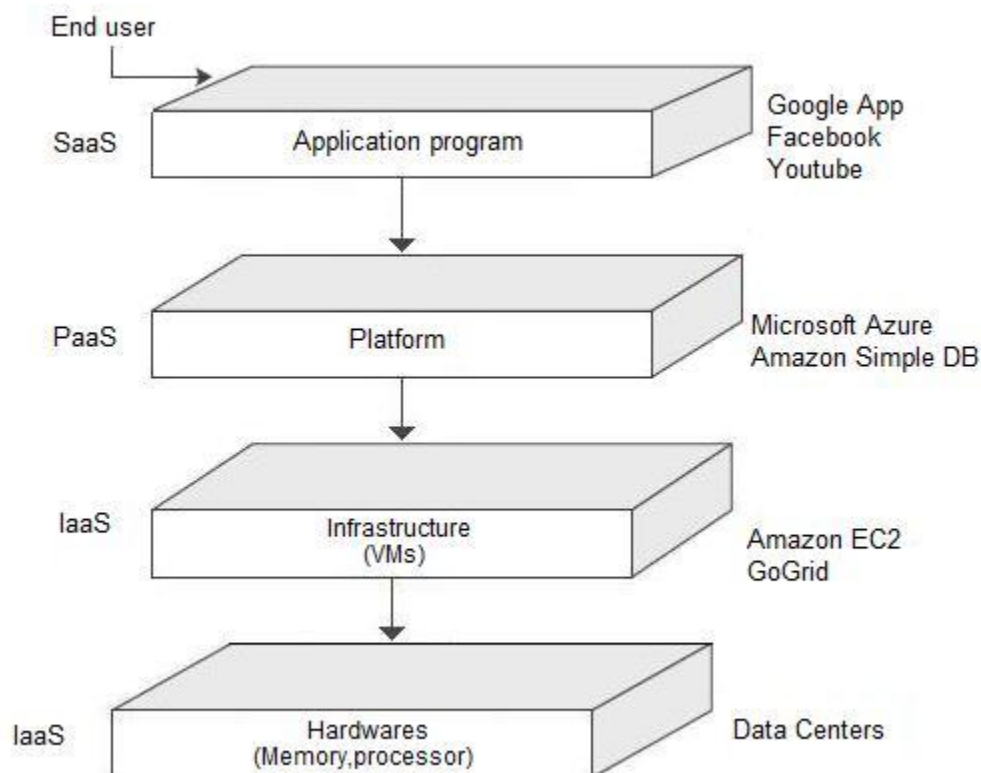 End user
SaaS
Application program
Google App
Facebook
Youtube
PaaS
Platform
Microsoft Azure
Amazon Simple DB
IaaS
Infrastructure
(VMs)
Amazon EC2
GoGrid
IaaS
Hardwares
(Memory,processor)
Data Centers